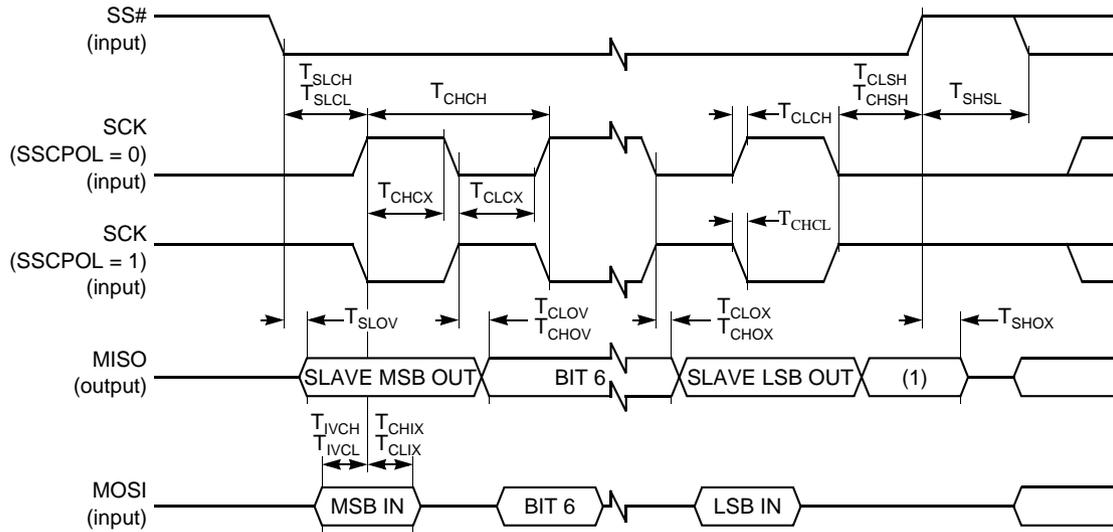 SS#
(input)
TSLCH
TSLCL
TCHCH
TCLCH
TCLSH
TCHSH
TSHSL
SCK
(SSCPOL = 0)
(input)
TCHCX
TCLCX
SCK
(SSCPOL = 1)
(input)
TCHCL
TSLOV
TCLOV
TCHOV
TCLOX
TCHOX
TSHOX
MISO
(output)
SLAVE MSB OUT
BIT 6
SLAVE LSB OUT
(1)
TIVCH
TIVCL
TCHIX
TCLIX
MOSI
(input)
MSB IN
BIT 6
LSB IN